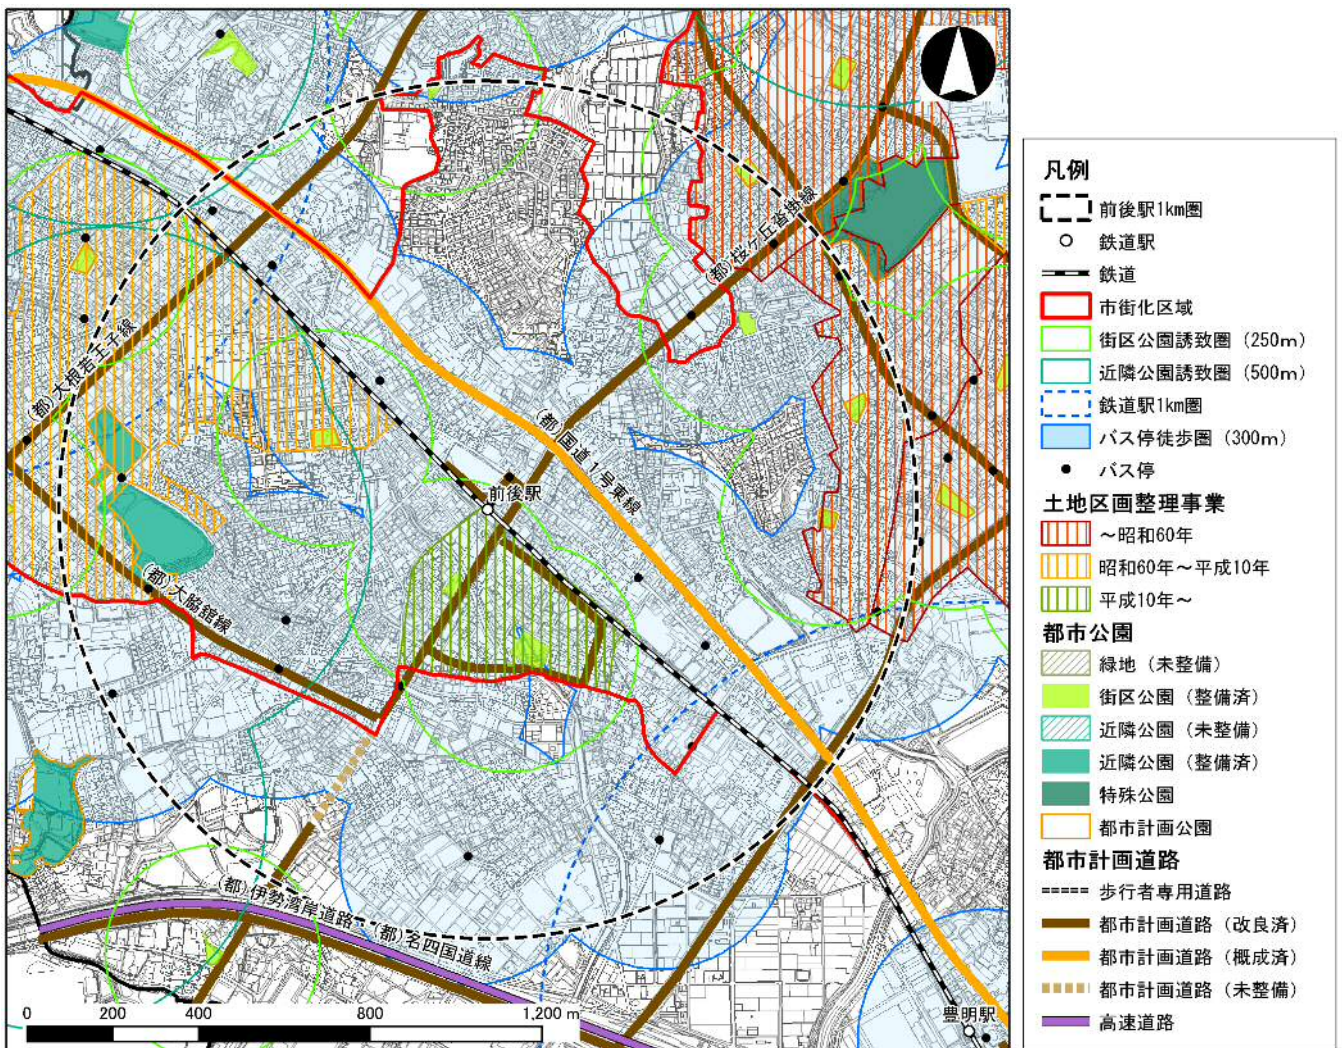 (都)桜ケ丘沓掛線
(都)大根若王子線
(都)国道1号東線
前後駅
(都)大脇舘線
(都)伊勢湾岸道路・(都)名四国道線
豊明駅
0 200 400 800 1,200 m
凡例
前後駅1km圏
鉄道駅
鉄道
市街化区域
街区公園誘致圏（250m）
近隣公園誘致圏（500m）
鉄道駅1km圏
バス停徒歩圏（300m）
バス停
土地区画整理事業
～昭和60年
昭和60年～平成10年
平成10年～
都市公園
緑地（未整備）
街区公園（整備済）
近隣公園（未整備）
近隣公園（整備済）
特殊公園
都市計画公園
都市計画道路
歩行者専用道路
都市計画道路（改良済）
都市計画道路（概成済）
都市計画道路（未整備）
高速道路